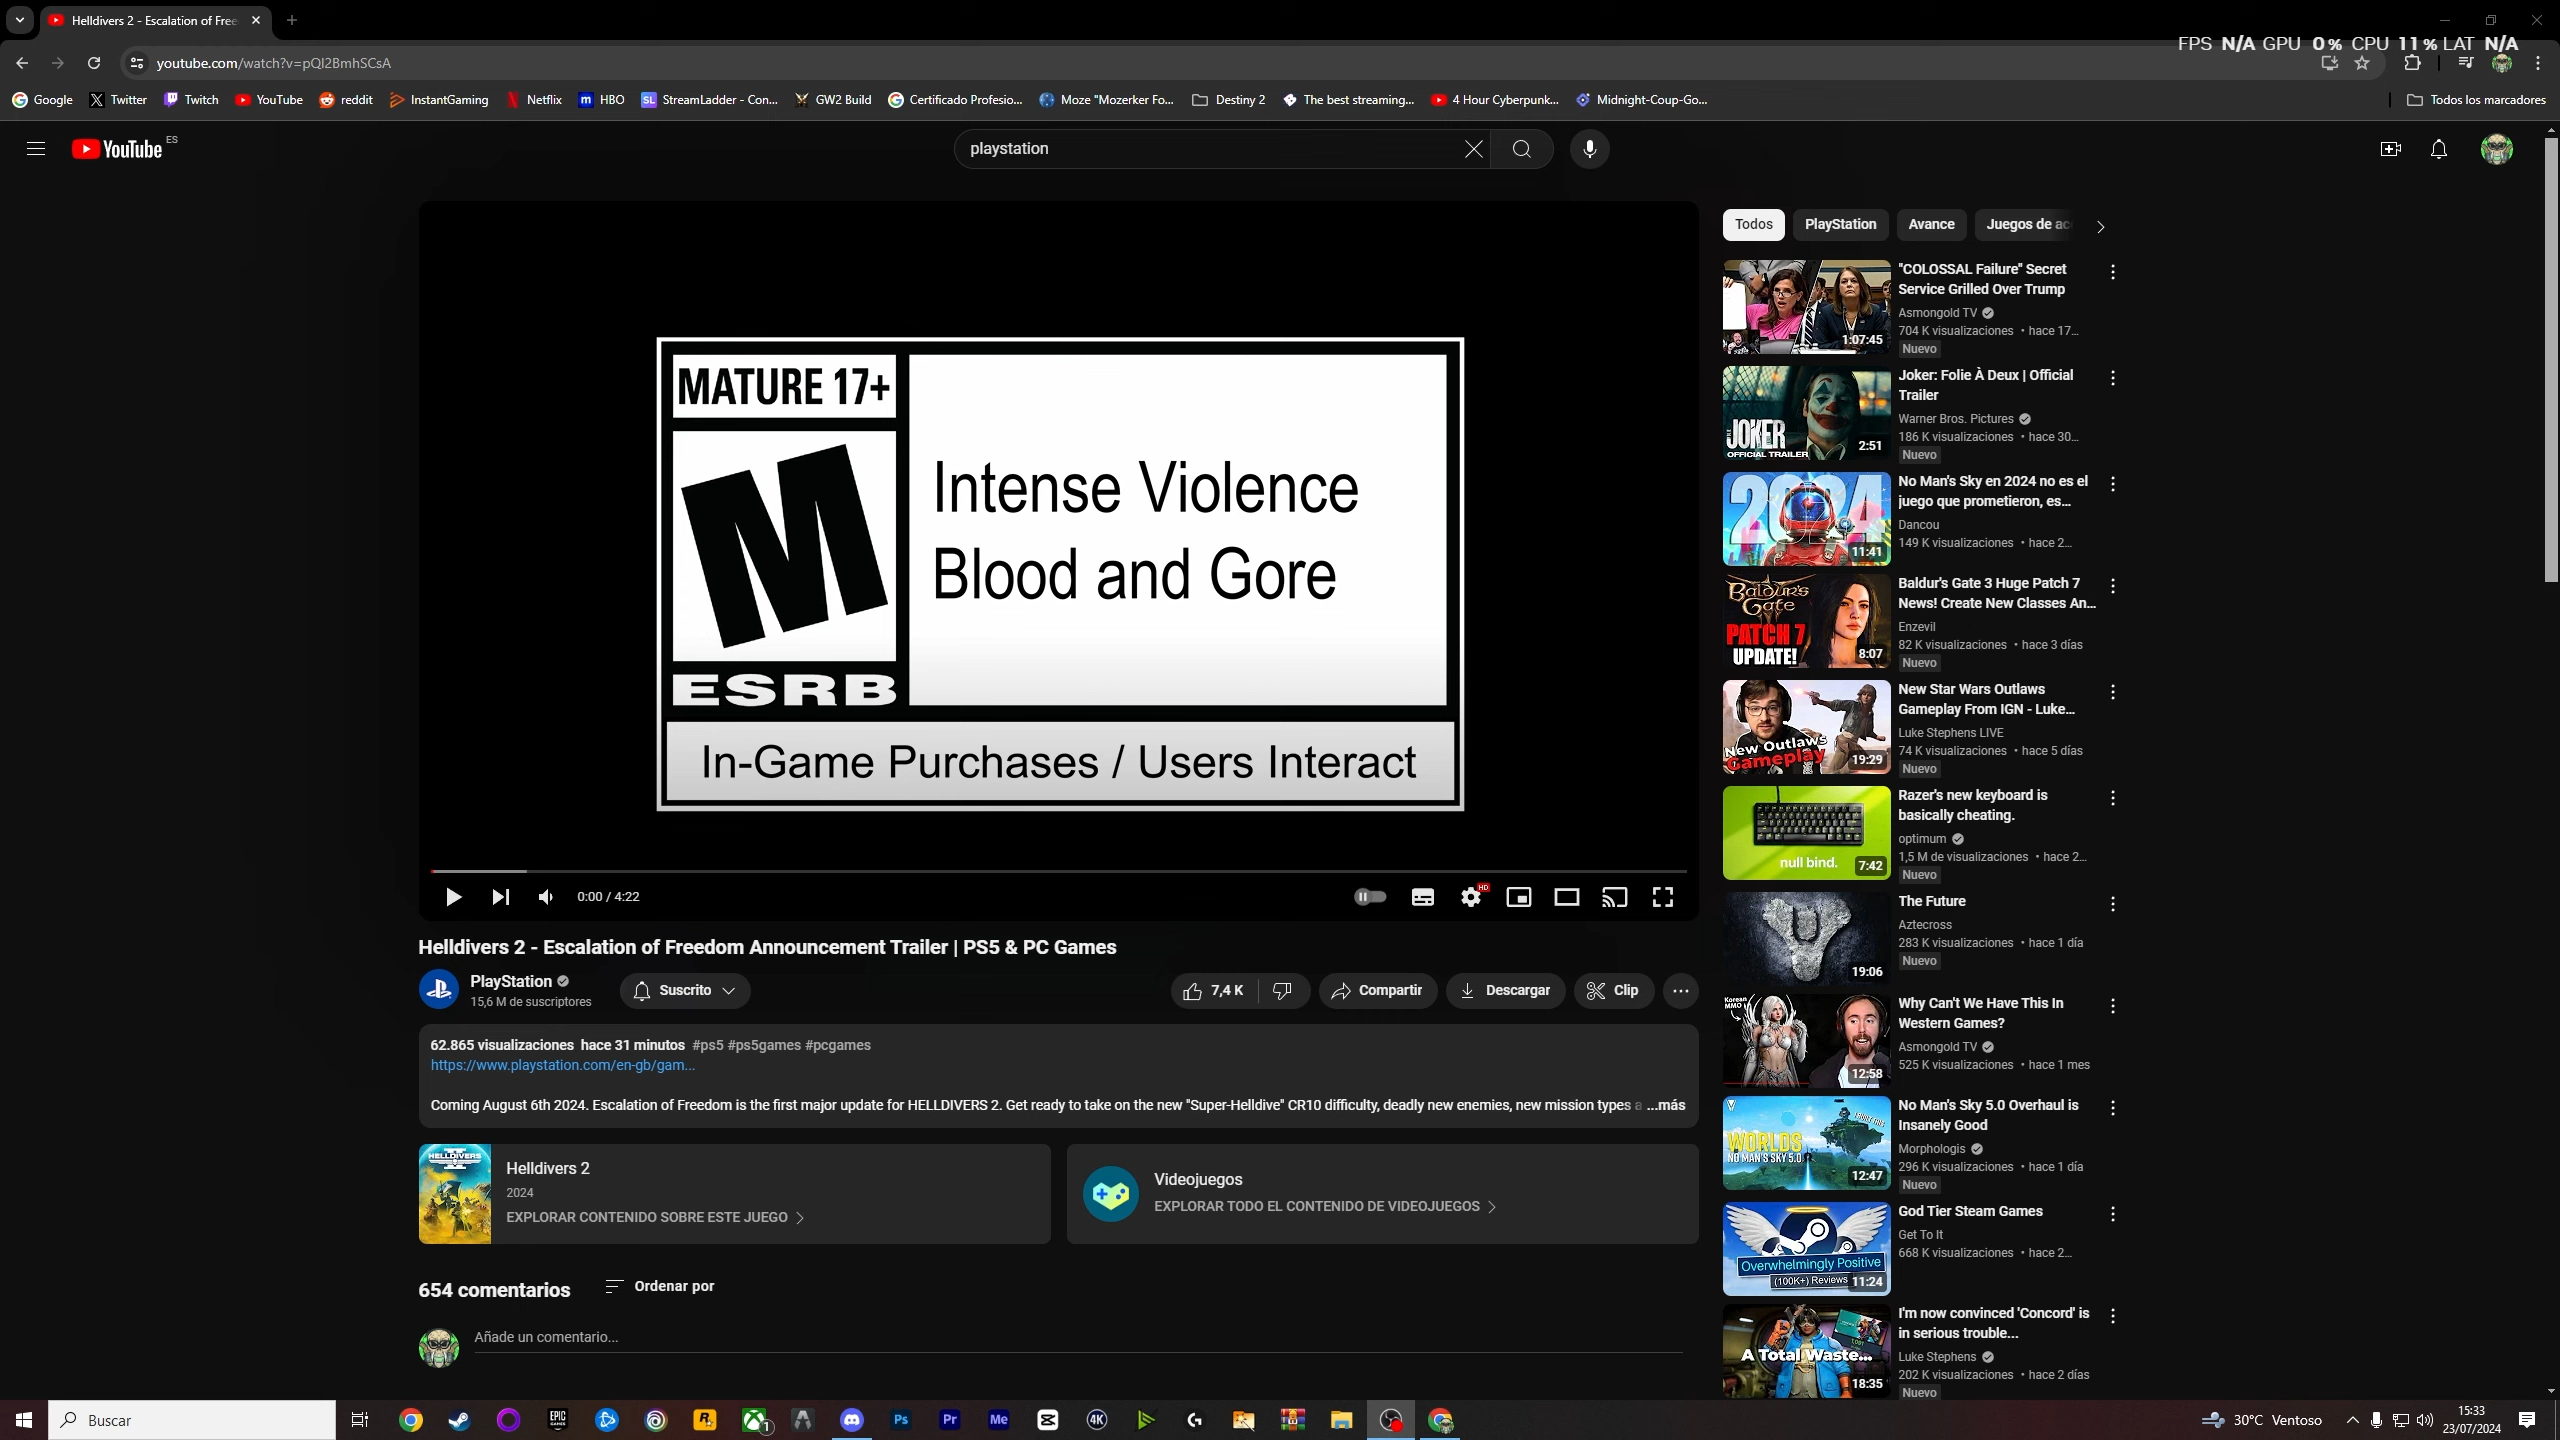 Helldivers 2 - Escalation of Free
FPS N/A GPU 0% CPU 11% LAT N/A
youtube.com/watch?v=pQl2BmhSCsA
Google Twitter Twitch YouTube reddit InstantGaming Netflix HBO StreamLadder - Con... GW2 Build Certificado Profesio... Moze "Mozerker Fo... Destiny 2 The best streaming... 4 Hour Cyberpunk... Midnight-Coup-Go... Todos los marcadores
YouTube ES
playstation
MATURE 17+
M
ESRB
Intense Violence
Blood and Gore
In-Game Purchases / Users Interact
0:00 / 4:22
HD
Helldivers 2 - Escalation of Freedom Announcement Trailer | PS5 & PC Games
PlayStation
15,6 M de suscriptores
Suscrito
7,4 K
Compartir
Descargar
Clip
62.865 visualizaciones hace 31 minutos #ps5 #ps5games #pcgames
https://www.playstation.com/en-gb/gam...
Coming August 6th 2024. Escalation of Freedom is the first major update for HELLDIVERS 2. Get ready to take on the new "Super-Helldive" CR10 difficulty, deadly new enemies, new mission types a ...más
HELLDIVERS
Helldivers 2
2024
EXPLORAR CONTENIDO SOBRE ESTE JUEGO
Videojuegos
EXPLORAR TODO EL CONTENIDO DE VIDEOJUEGOS
654 comentarios
Ordenar por
Añade un comentario...
Todos PlayStation Avance Juegos de ac
1:07:45
"COLOSSAL Failure" Secret
Service Grilled Over Trump
Asmongold TV
704 K visualizaciones • hace 17...
Nuevo
JOKER
OFFICIAL TRAILER
2:51
Joker: Folie À Deux | Official
Trailer
Warner Bros. Pictures
186 K visualizaciones • hace 30...
Nuevo
2024
11:41
No Man's Sky en 2024 no es el
juego que prometieron, es...
Dancou
149 K visualizaciones • hace 2...
Baldur's Gate
PATCH 7
UPDATE!
8:07
Baldur's Gate 3 Huge Patch 7
News! Create New Classes An...
Enzevil
82 K visualizaciones • hace 3 días
Nuevo
New Outlaws
Gameplay
19:29
New Star Wars Outlaws
Gameplay From IGN - Luke...
Luke Stephens LIVE
74 K visualizaciones • hace 5 días
Nuevo
null bind.
7:42
Razer's new keyboard is
basically cheating.
optimum
1,5 M de visualizaciones • hace 2...
Nuevo
19:06
The Future
Aztecross
283 K visualizaciones • hace 1 día
Nuevo
Korean
MMO
12:58
Why Can't We Have This In
Western Games?
Asmongold TV
525 K visualizaciones • hace 1 mes
WORLDS
NO MAN'S SKY 5.0
12:47
No Man's Sky 5.0 Overhaul is
Insanely Good
Morphologis
296 K visualizaciones • hace 1 día
Nuevo
Overwhelmingly Positive
(100K+) Reviews
11:24
God Tier Steam Games
Get To It
668 K visualizaciones • hace 2...
A Total Waste...
18:35
I'm now convinced 'Concord' is
in serious trouble...
Luke Stephens
202 K visualizaciones • hace 2 días
Nuevo
Buscar
EPIC GAMES
R
1
Ps
Pr
Me
4K
30°C Ventoso
15:33
23/07/2024